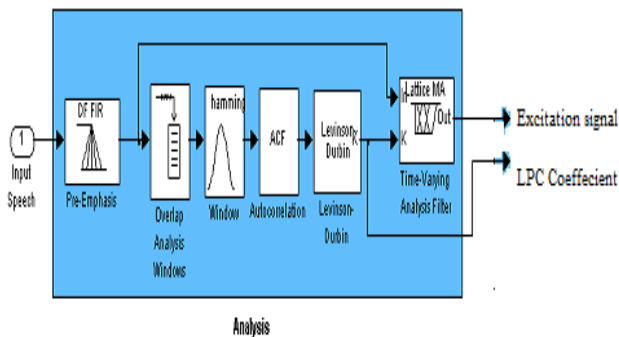 DF FIR
Pre-Emphasis
1
Input
Speech
Overlap
Analysis
Windows
hamming
Window
ACF
Autocorrelation
Levinson
Durbin
K
Levinson-
Durbin
Lattice MA
In
K
Out
Time-Varying
Analysis Filter
Excitation signal
LPC Coeffecient
Analysis